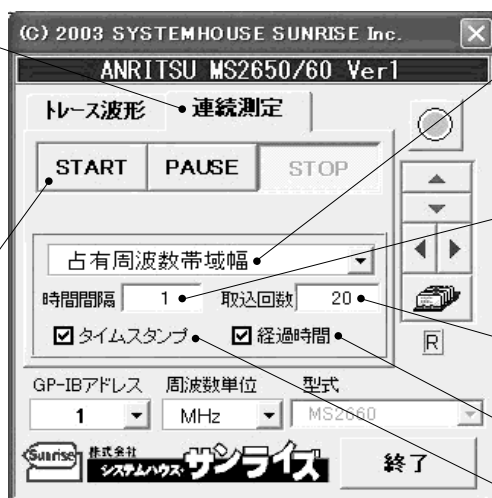 (C) 2003 SYSTEMHOUSE SUNRISE Inc.
ANRITSU MS2650/60 Ver1
トレース波形 連続測定
START PAUSE STOP
占有周波数帯域幅
時間間隔 1 取込回数 20
タイムスタンプ 経過時間
R
GP-IBアドレス 周波数単位 型式
1 MHz MS2660
Sunrise 株式会社
システムハウス・サンライズ
終了